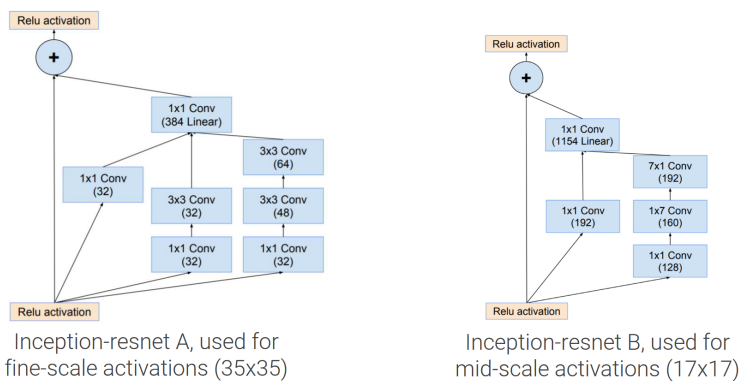 Relu activation
+
1x1 Conv
(384 Linear)
3x3 Conv
(64)
1x1 Conv
(32)
3x3 Conv
(32)
3x3 Conv
(48)
1x1 Conv
(32)
1x1 Conv
(32)
Relu activation
Inception-resnet A, used for
fine-scale activations (35x35)
Relu activation
+
1x1 Conv
(1154 Linear)
7x1 Conv
(192)
1x1 Conv
(192)
1x7 Conv
(160)
1x1 Conv
(128)
Relu activation
Inception-resnet B, used for
mid-scale activations (17x17)